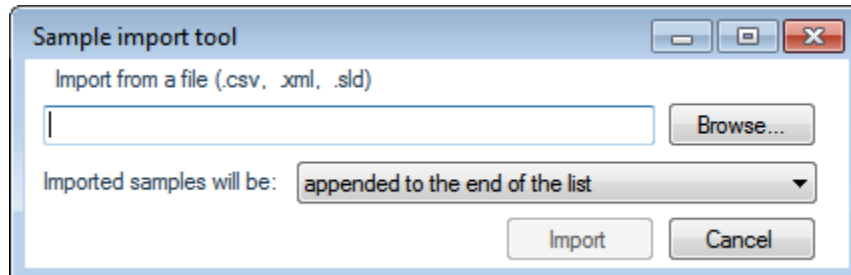 Sample import tool
Import from a file (.csv, .xml, .sld)
Browse...
Imported samples will be: appended to the end of the list
Import Cancel